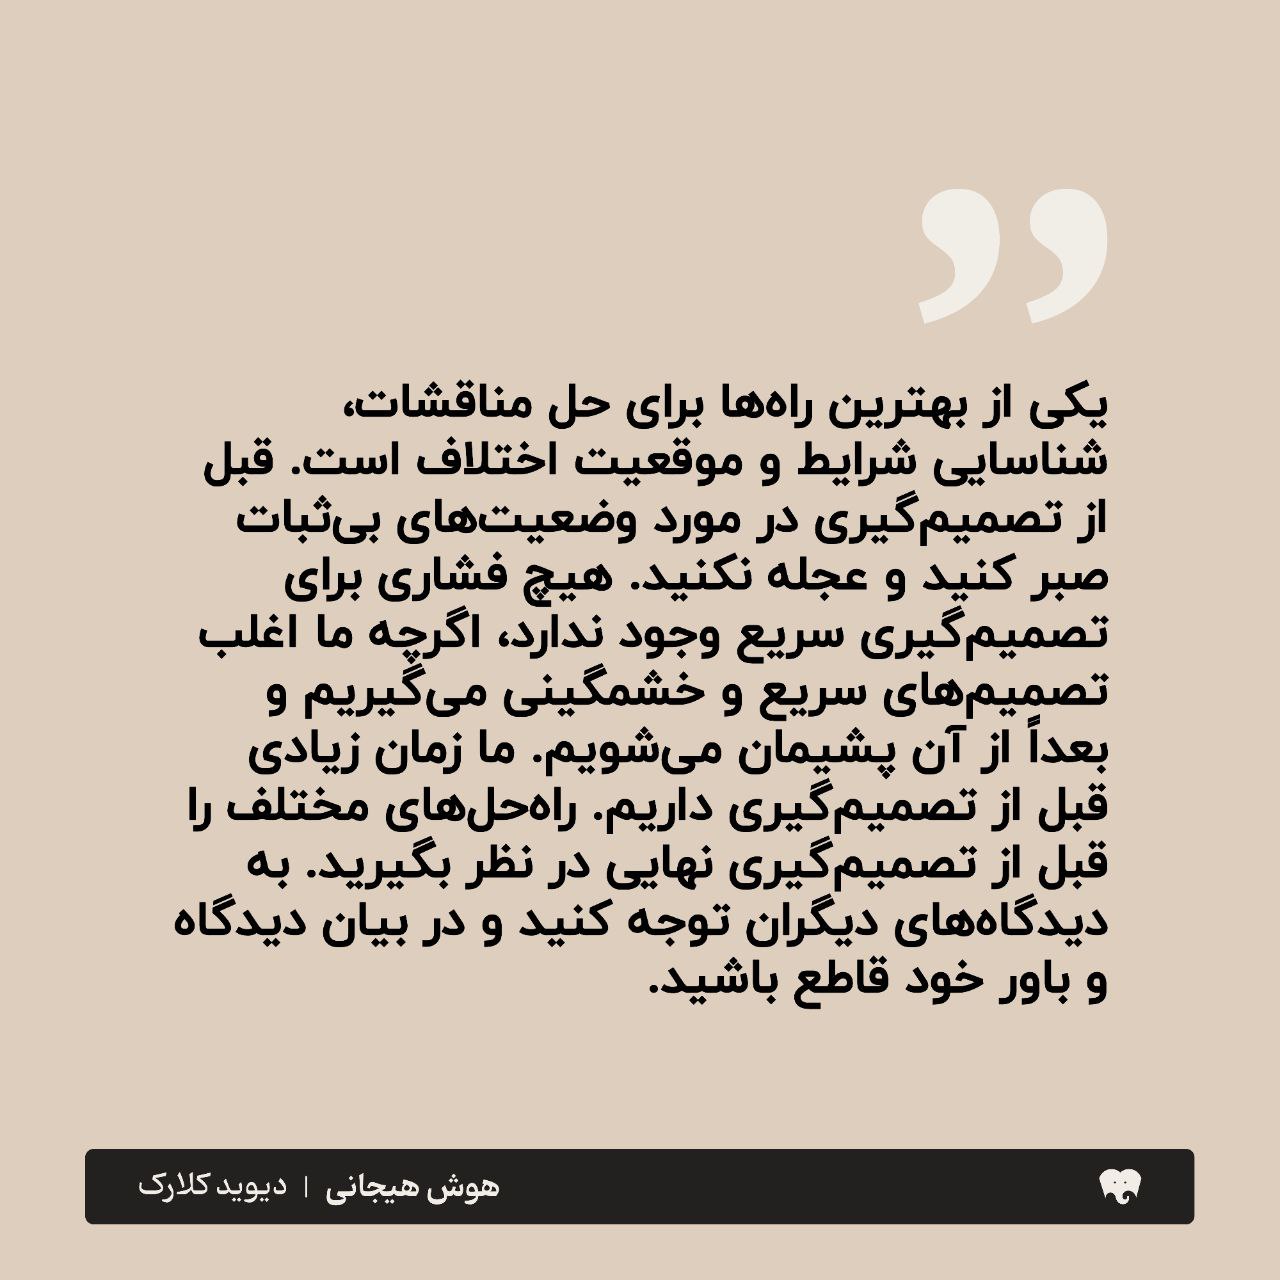 ”
یکی از بهترین راه‌ها برای حل مناقشات،
شناسایی شرایط و موقعیت اختلاف است. قبل
از تصمیم‌گیری در مورد وضعیت‌های بی‌ثبات
صبر کنید و عجله نکنید. هیچ فشاری برای
تصمیم‌گیری سریع وجود ندارد، اگرچه ما اغلب
تصمیم‌های سریع و خشمگینی می‌گیریم و
بعداً از آن پشیمان می‌شویم. ما زمان زیادی
قبل از تصمیم‌گیری داریم. راه‌حل‌های مختلف را
قبل از تصمیم‌گیری نهایی در نظر بگیرید. به
دیدگاه‌های دیگران توجه کنید و در بیان دیدگاه
و باور خود قاطع باشید.
هوش هیجانی | دیوید کلارک